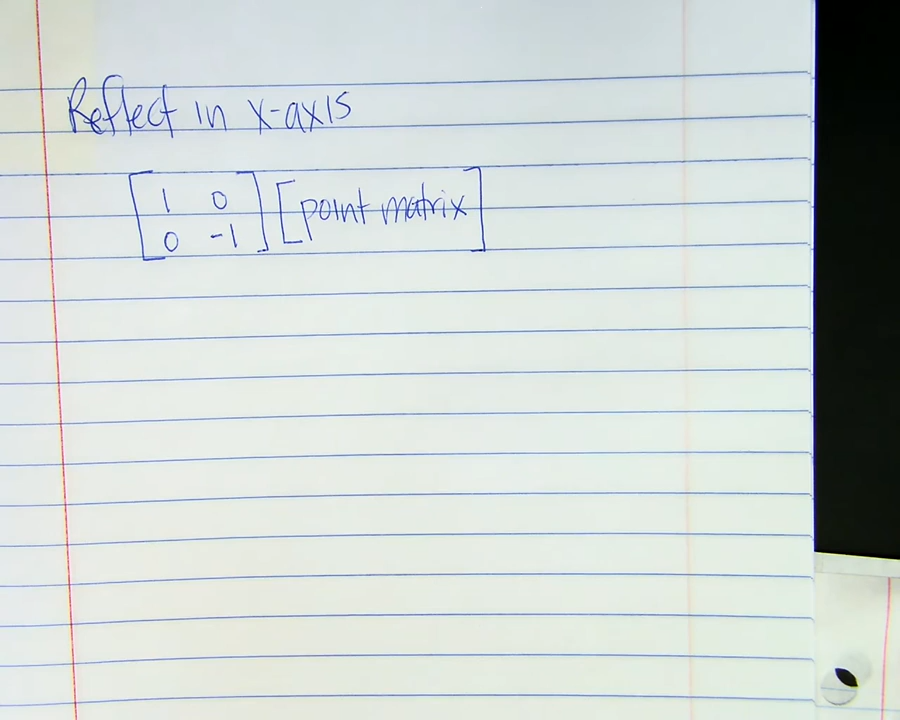 Reflect in x-axis
[1 0] [point matrix]
[0 -1]